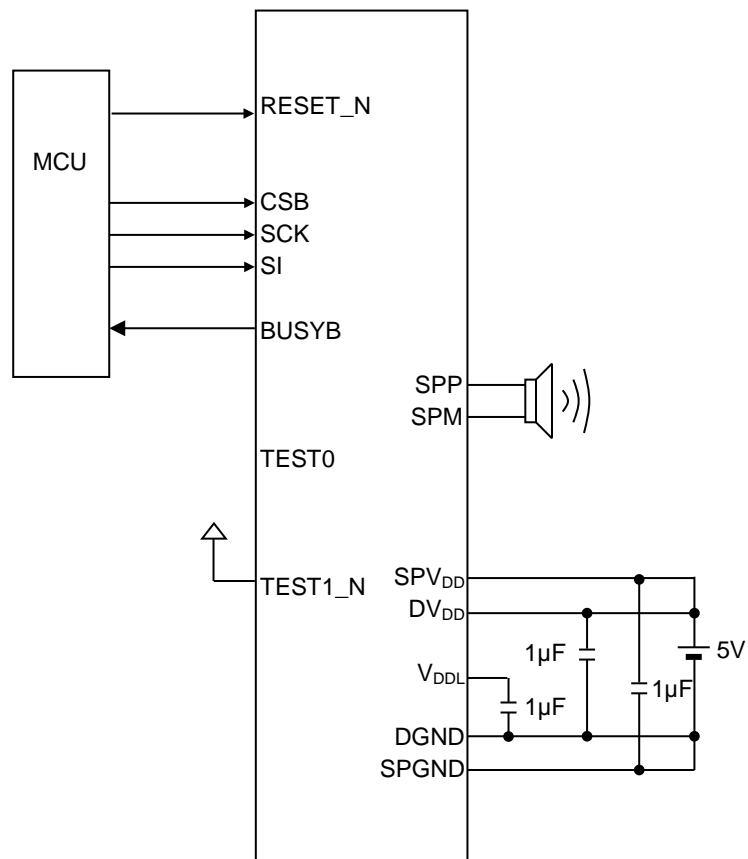 MCU
RESET_N
CSB
SCK
SI
BUSYB
SPP
SPM
TEST0
TEST1_N
SPVDD
DVDD
1µF
5V
VDDL
1µF
1µF
DGND
SPGND